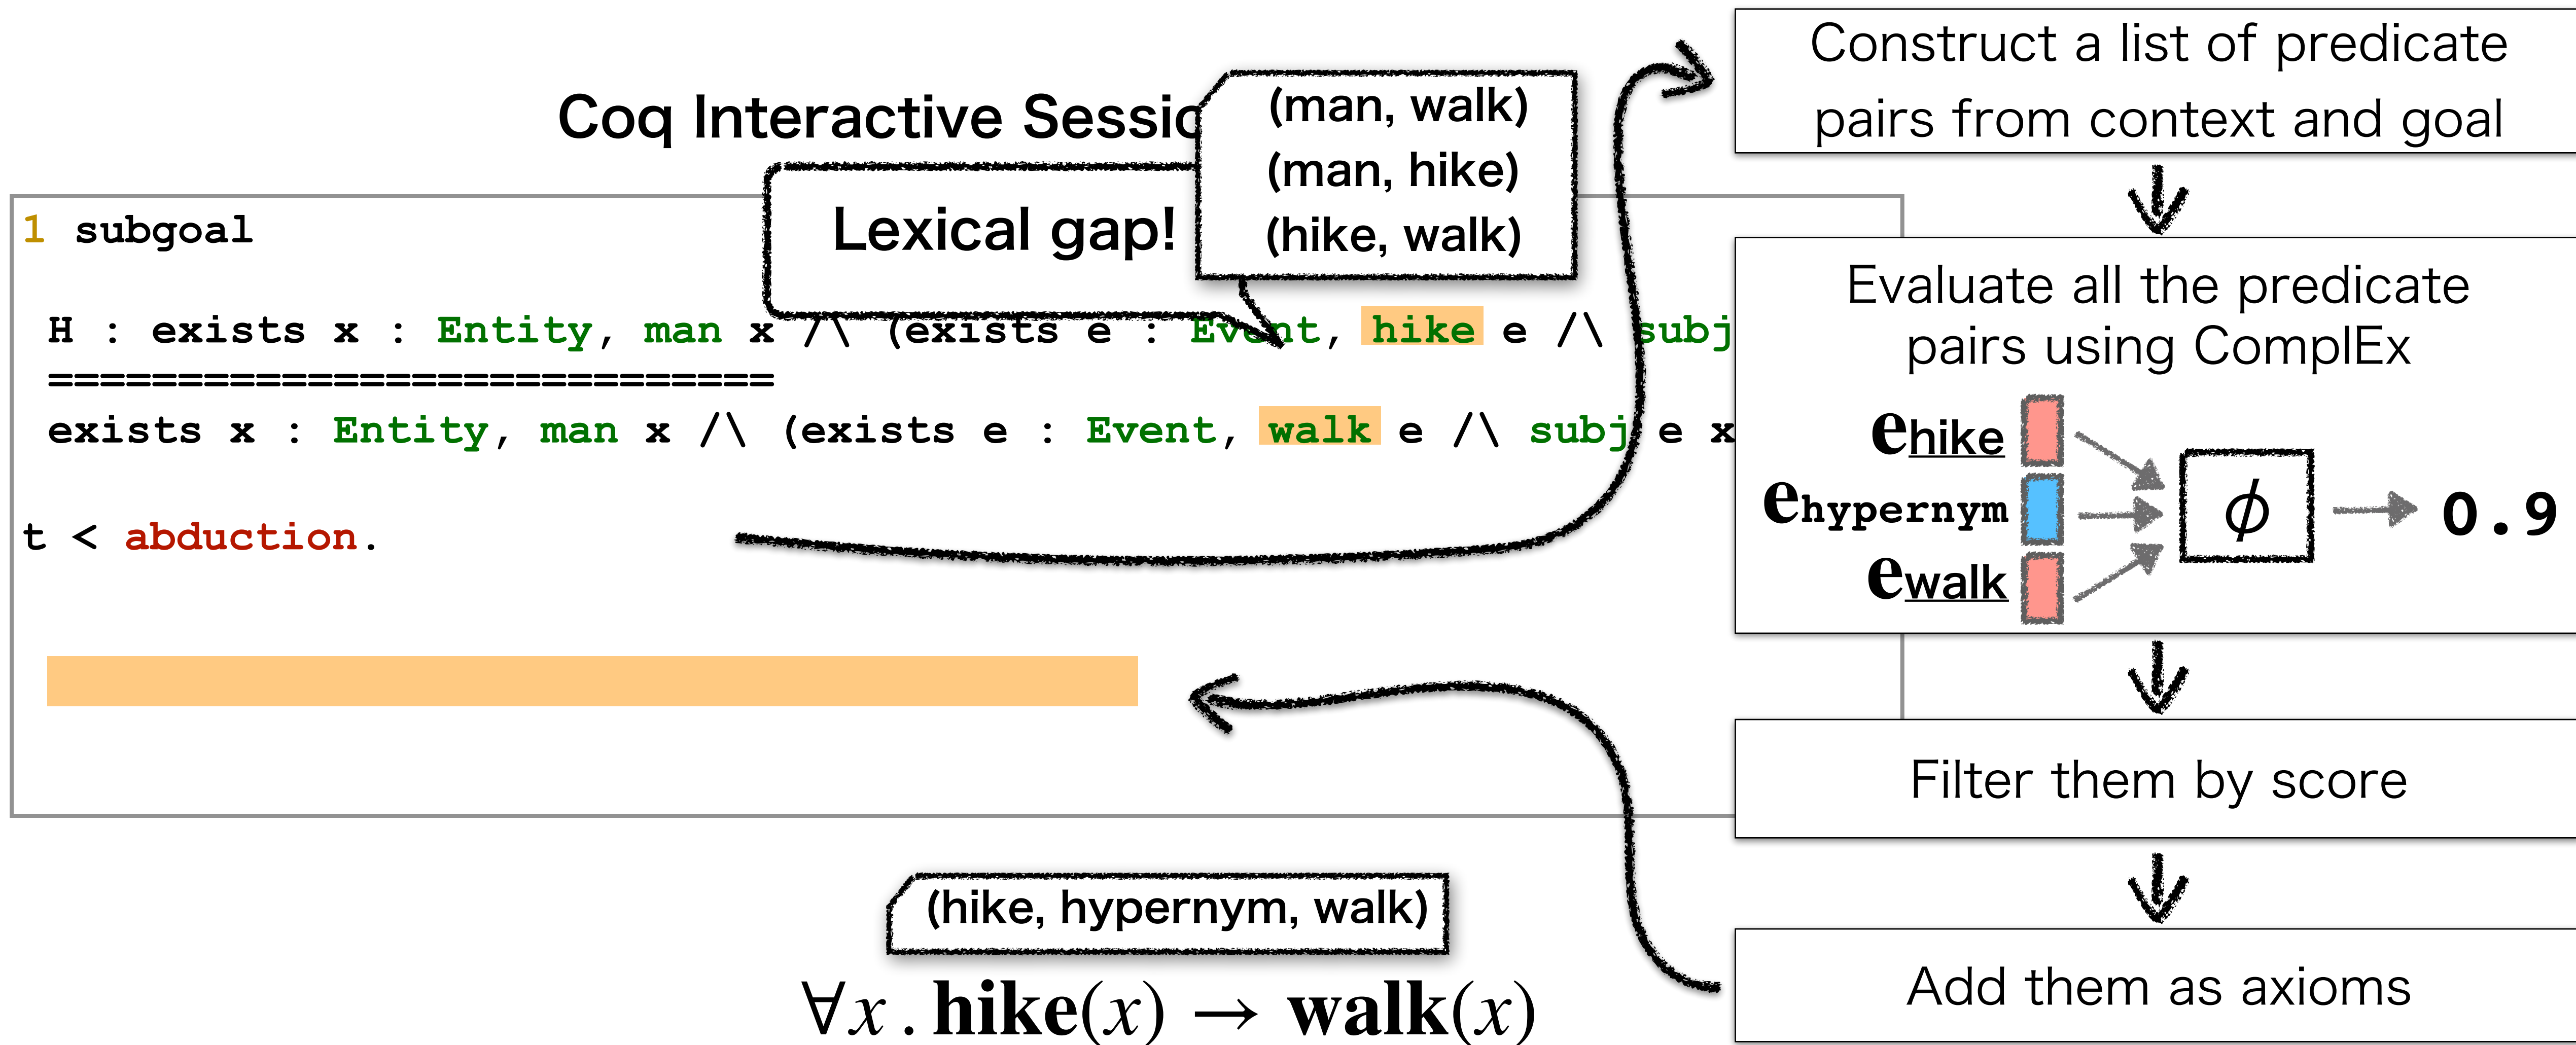 Coq Interactive Sessio
(man, walk)
(man, hike)
(hike, walk)
Lexical gap!
1 subgoal
H : exists x : Entity, man x /\ (exists e : Event, hike e /\ subj
============================
exists x : Entity, man x /\ (exists e : Event, walk e /\ subj e x
t < abduction.
(hike, hypernym, walk)
∀x . hike(x) → walk(x)
Construct a list of predicate
pairs from context and goal
Evaluate all the predicate
pairs using ComplEx
ehike
ehypernym
ewalk
ϕ
0.9
Filter them by score
Add them as axioms